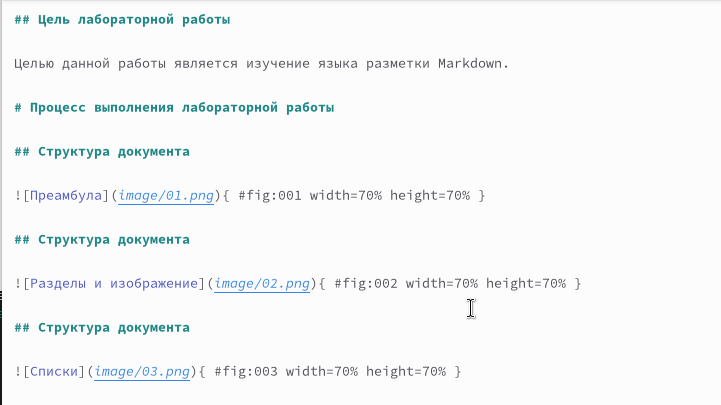 ## Цель лабораторной работы
Целью данной работы является изучение языка разметки Markdown.
# Процесс выполнения лабораторной работы
## Структура документа
![Преамбула](image/01.png){ #fig:001 width=70% height=70% }
## Структура документа
![Разделы и изображение](image/02.png){ #fig:002 width=70% height=70% }
## Структура документа
![Списки](image/03.png){ #fig:003 width=70% height=70% }